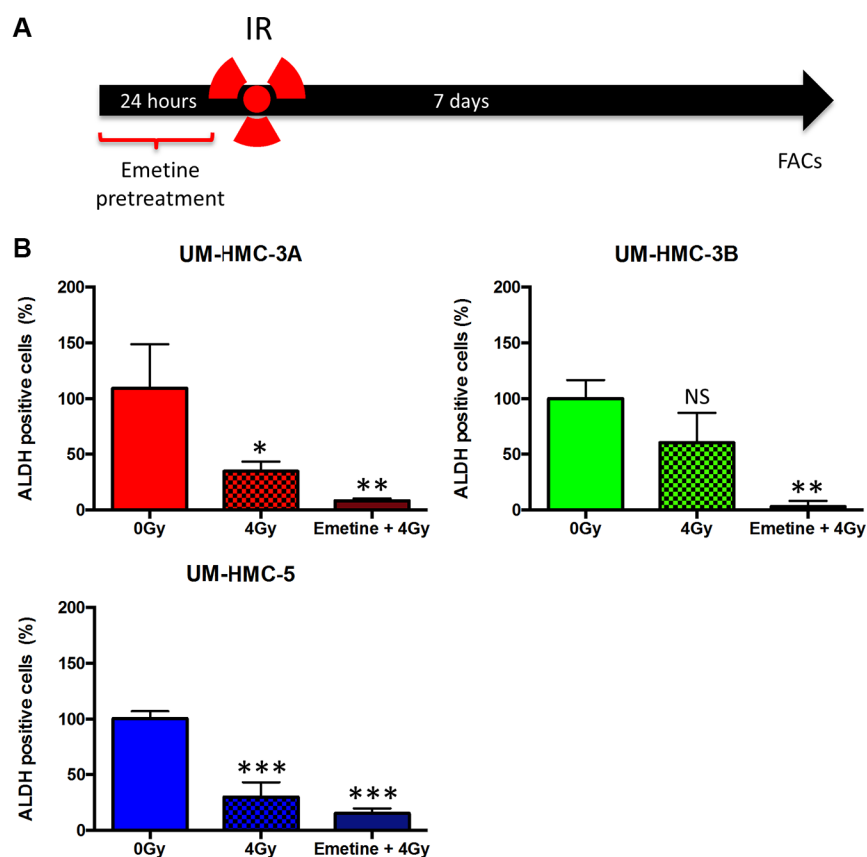 A
IR
24 hours
7 days
Emetine
pretreatment
FACs
B
UM-HMC-3A
ALDH positive cells (%)
200
150
100
50
0
*
**
0Gy
4Gy
Emetine + 4Gy
UM-HMC-3B
ALDH positive cells (%)
200
150
100
50
0
NS
**
0Gy
4Gy
Emetine + 4Gy
UM-HMC-5
ALDH positive cells (%)
200
150
100
50
0
***
***
0Gy
4Gy
Emetine + 4Gy